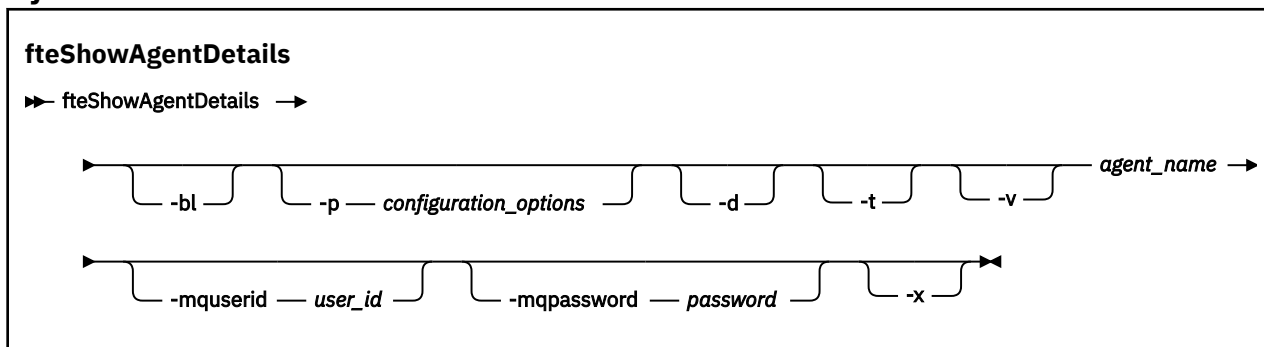 fteShowAgentDetails
fteShowAgentDetails
agent_name
-bl -p configuration_options -d -t -v
-mquserid user_id -mqpassword password -x